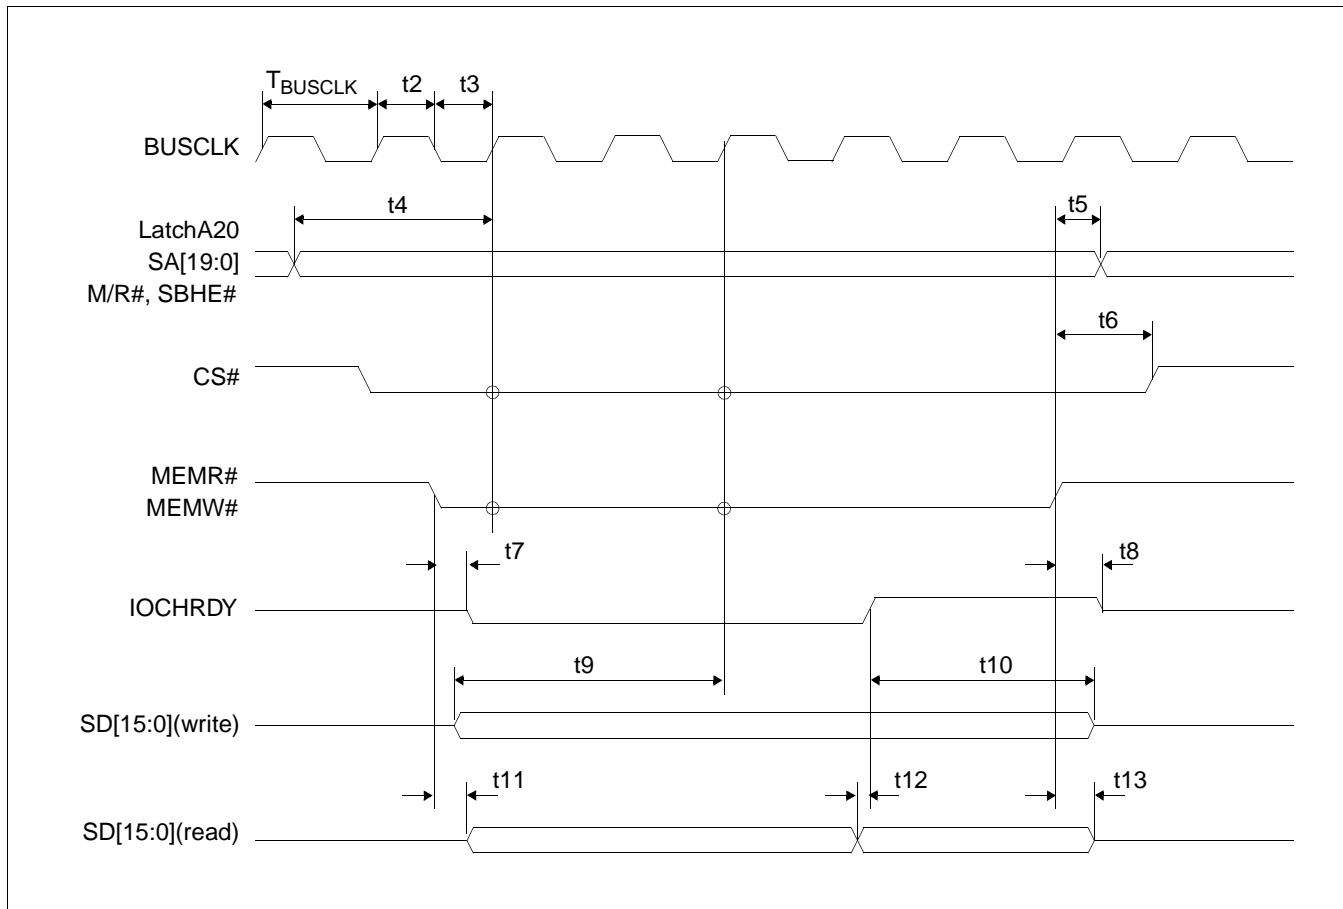 TBUSCLK t2 t3
BUSCLK
t4 t5
LatchA20
SA[19:0]
M/R#, SBHE#
t6
CS#
MEMR#
MEMW#
t7 t8
IOCHRDY
t9 t10
SD[15:0](write)
t11 t12 t13
SD[15:0](read)